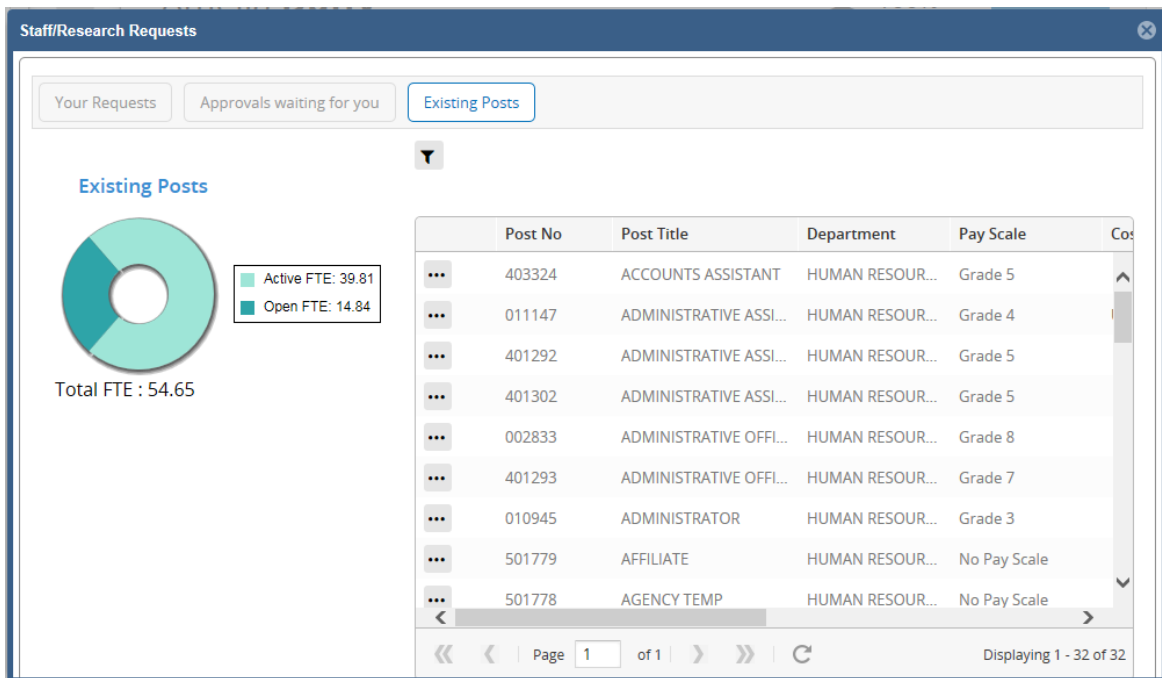 Staff/Research Requests
Your Requests Approvals waiting for you Existing Posts
Existing Posts
Active FTE: 39.81
Open FTE: 14.84
Total FTE : 54.65
Post No Post Title Department Pay Scale Cos
403324 ACCOUNTS ASSISTANT HUMAN RESOUR... Grade 5
011147 ADMINISTRATIVE ASSI... HUMAN RESOUR... Grade 4
401292 ADMINISTRATIVE ASSI... HUMAN RESOUR... Grade 5
401302 ADMINISTRATIVE ASSI... HUMAN RESOUR... Grade 5
002833 ADMINISTRATIVE OFFI... HUMAN RESOUR... Grade 8
401293 ADMINISTRATIVE OFFI... HUMAN RESOUR... Grade 7
010945 ADMINISTRATOR HUMAN RESOUR... Grade 3
501779 AFFILIATE HUMAN RESOUR... No Pay Scale
501778 AGENCY TEMP HUMAN RESOUR... No Pay Scale
Page 1 of 1 Displaying 1 - 32 of 32